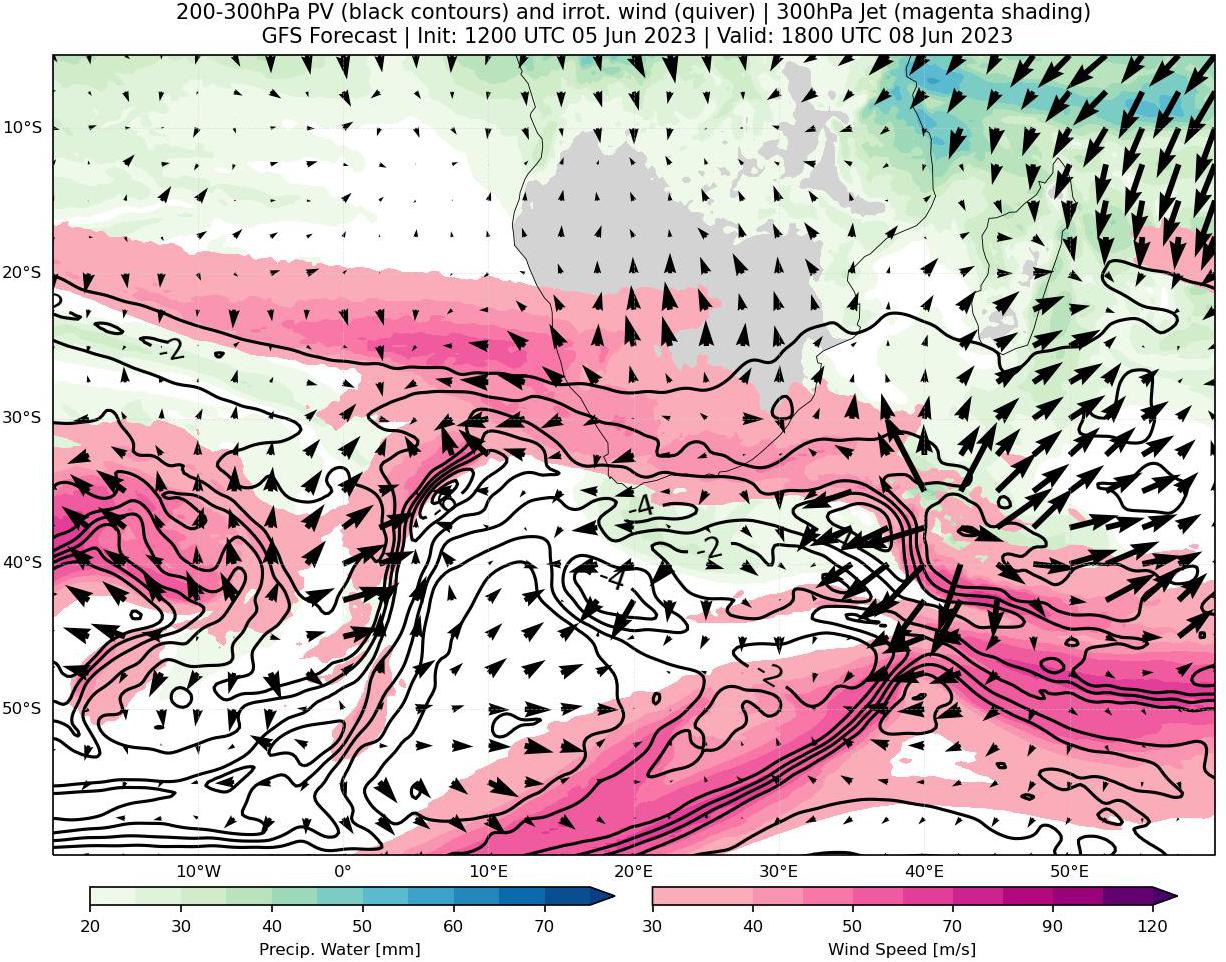 200-300hPa PV (black contours) and irrot. wind (quiver) | 300hPa Jet (magenta shading)
GFS Forecast | Init: 1200 UTC 05 Jun 2023 | Valid: 1800 UTC 08 Jun 2023
10°S
20°S
-2
30°S
-4
-2
40°S
-4
-2
50°S
10°W 0° 10°E 20°E 30°E 40°E 50°E
20 30 40 50 60 70
Precip. Water [mm]
30 40 50 70 90 120
Wind Speed [m/s]